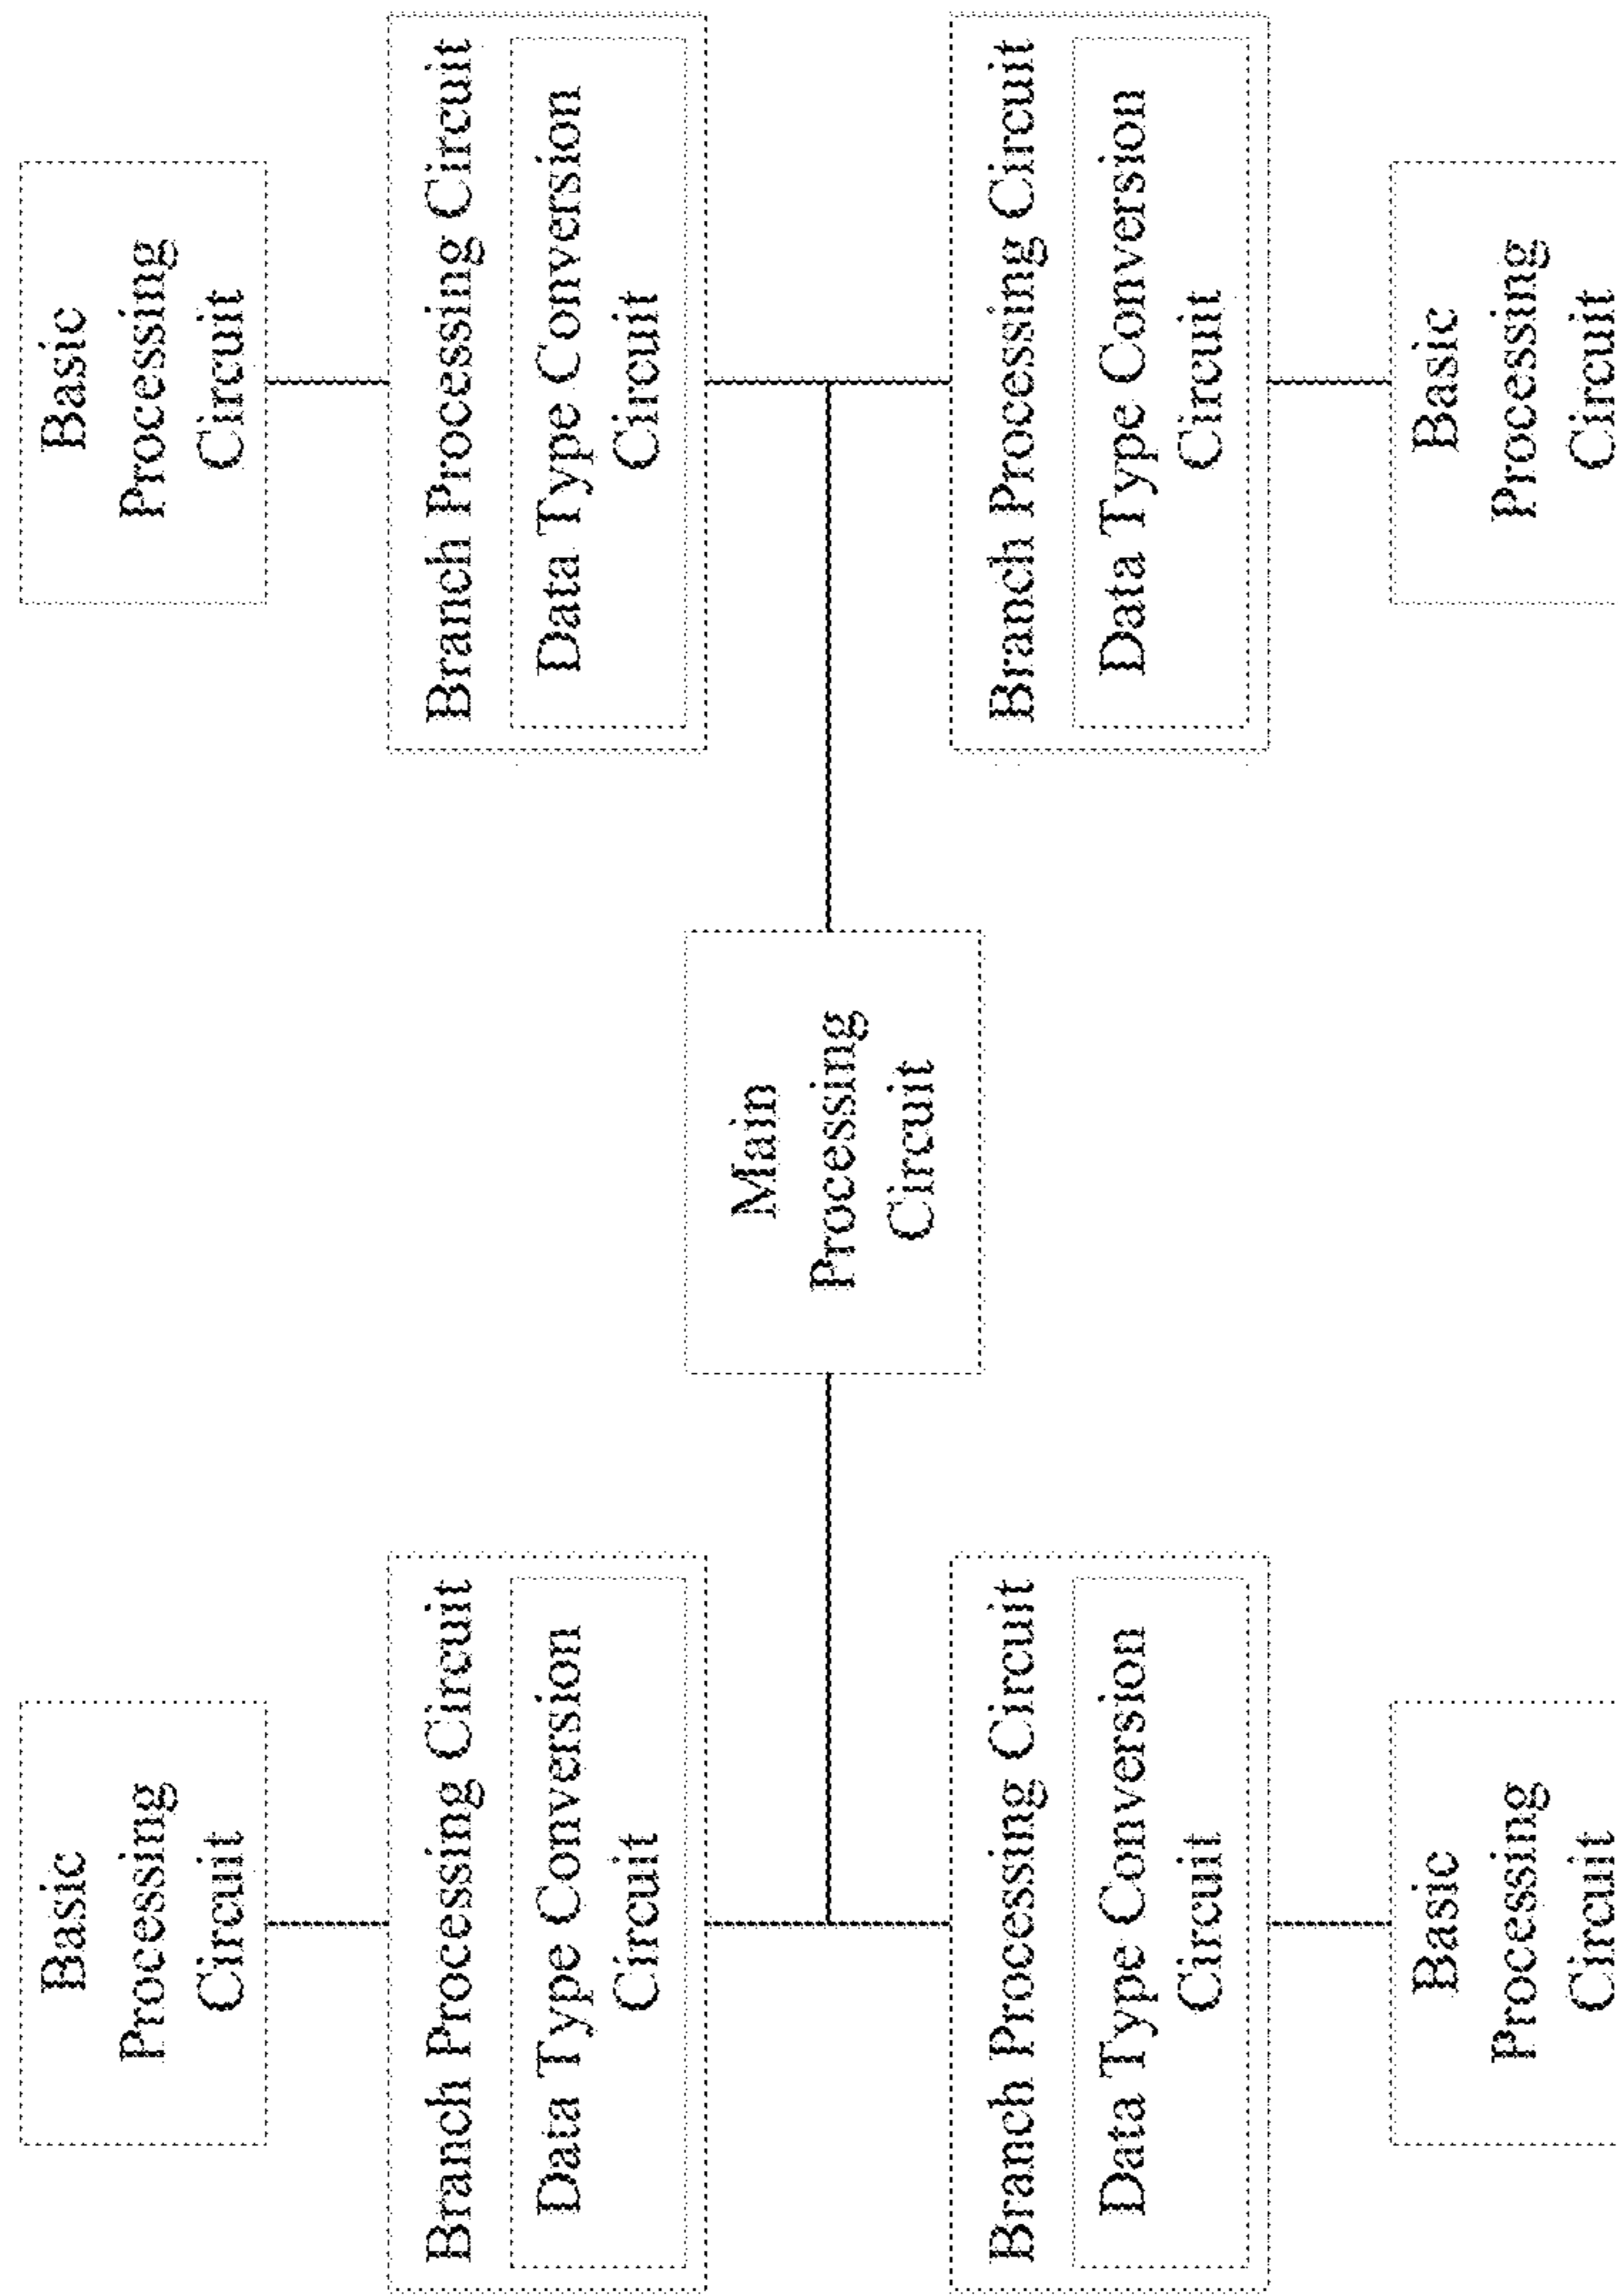 Basic
Processing
Circuit
Basic
Processing
Circuit
Branch Processing Circuit
Data Type Conversion
Circuit
Branch Processing Circuit
Data Type Conversion
Circuit
Main
Processing
Circuit
Branch Processing Circuit
Data Type Conversion
Circuit
Branch Processing Circuit
Data Type Conversion
Circuit
Basic
Processing
Circuit
Basic
Processing
Circuit